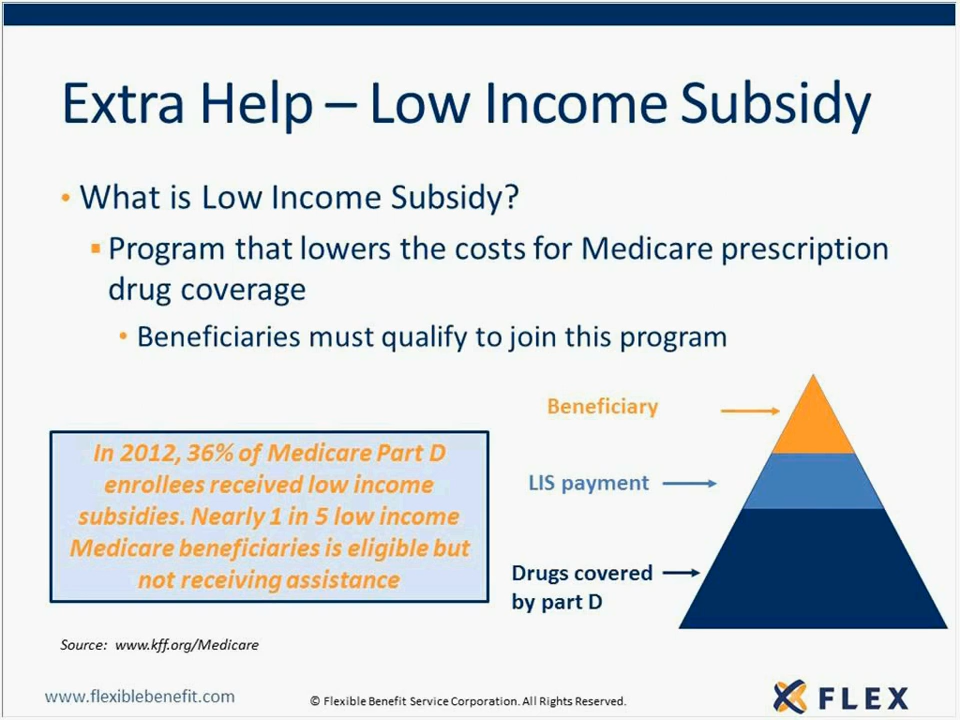 Extra Help – Low Income Subsidy
• What is Low Income Subsidy?
▪ Program that lowers the costs for Medicare prescription
drug coverage
• Beneficiaries must qualify to join this program
Beneficiary
In 2012, 36% of Medicare Part D
enrollees received low income
subsidies. Nearly 1 in 5 low income
Medicare beneficiaries is eligible but
not receiving assistance
LIS payment
Drugs covered
by part D
Source: www.kff.org/Medicare
www.flexiblebenefit.com
© Flexible Benefit Service Corporation. All Rights Reserved.
FLEX